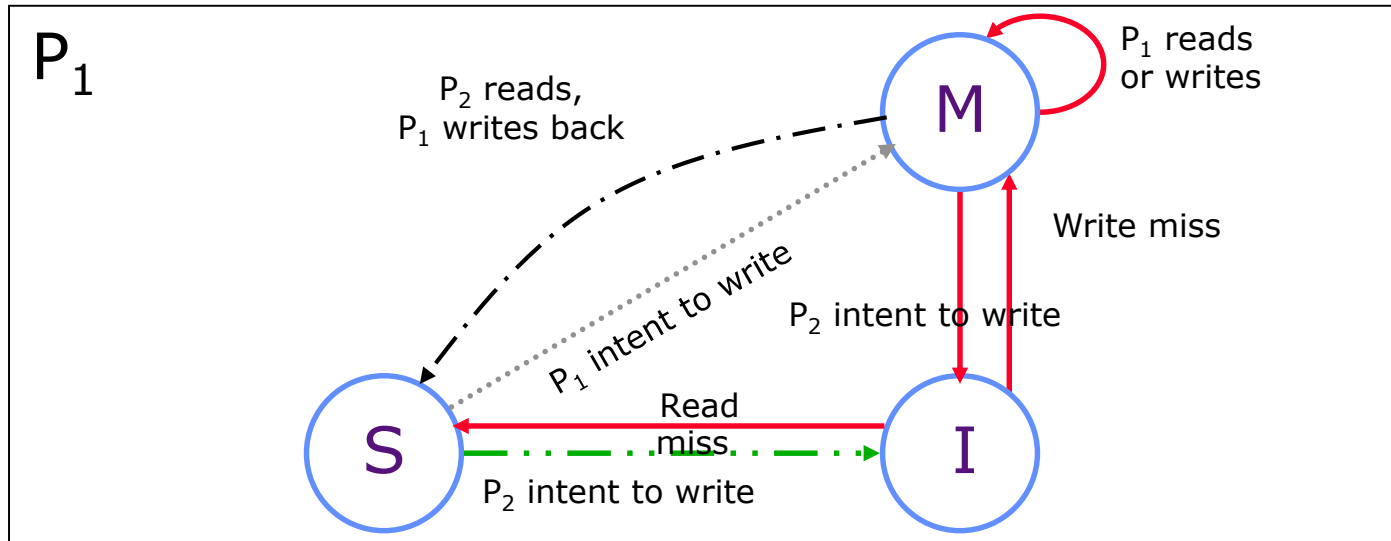 P₁
P₂ reads,
P₁ writes back
P₁ reads
or writes
M
Write miss
P₁ intent to write
P₂ intent to write
Read
miss
S
I
P₂ intent to write